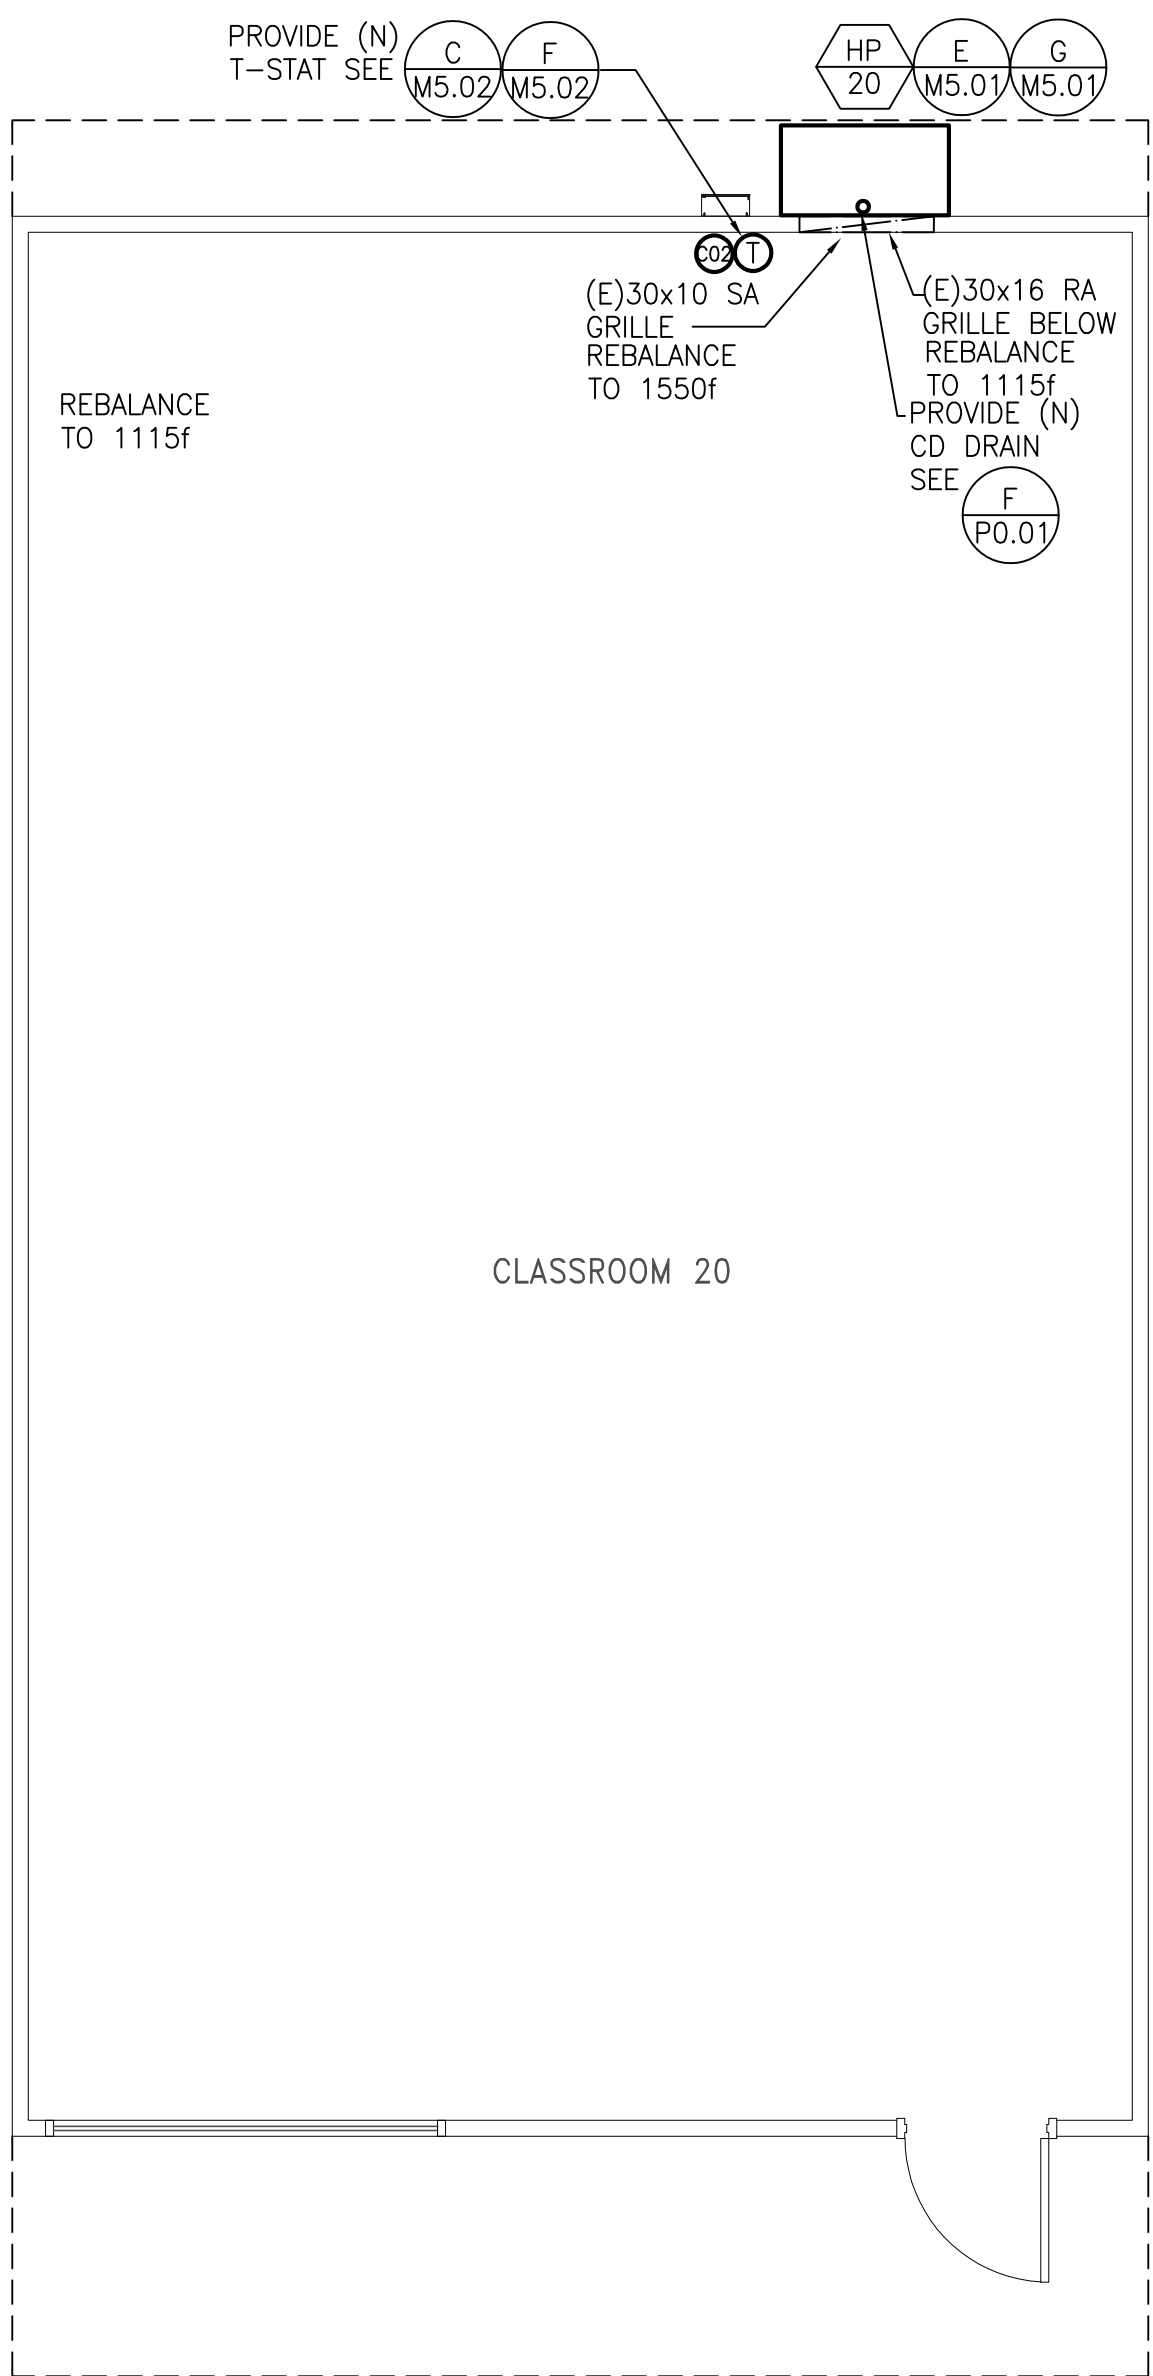 PROVIDE (N)
T-STAT SEE
C
M5.02
F
M5.02
HP
20
E
M5.01
G
M5.01
CO2
T
(E)30x10 SA
GRILLE
REBALANCE
TO 1550f
(E)30x16 RA
GRILLE BELOW
REBALANCE
TO 1115f
PROVIDE (N)
CD DRAIN
SEE
F
P0.01
REBALANCE
TO 1115f
CLASSROOM 20